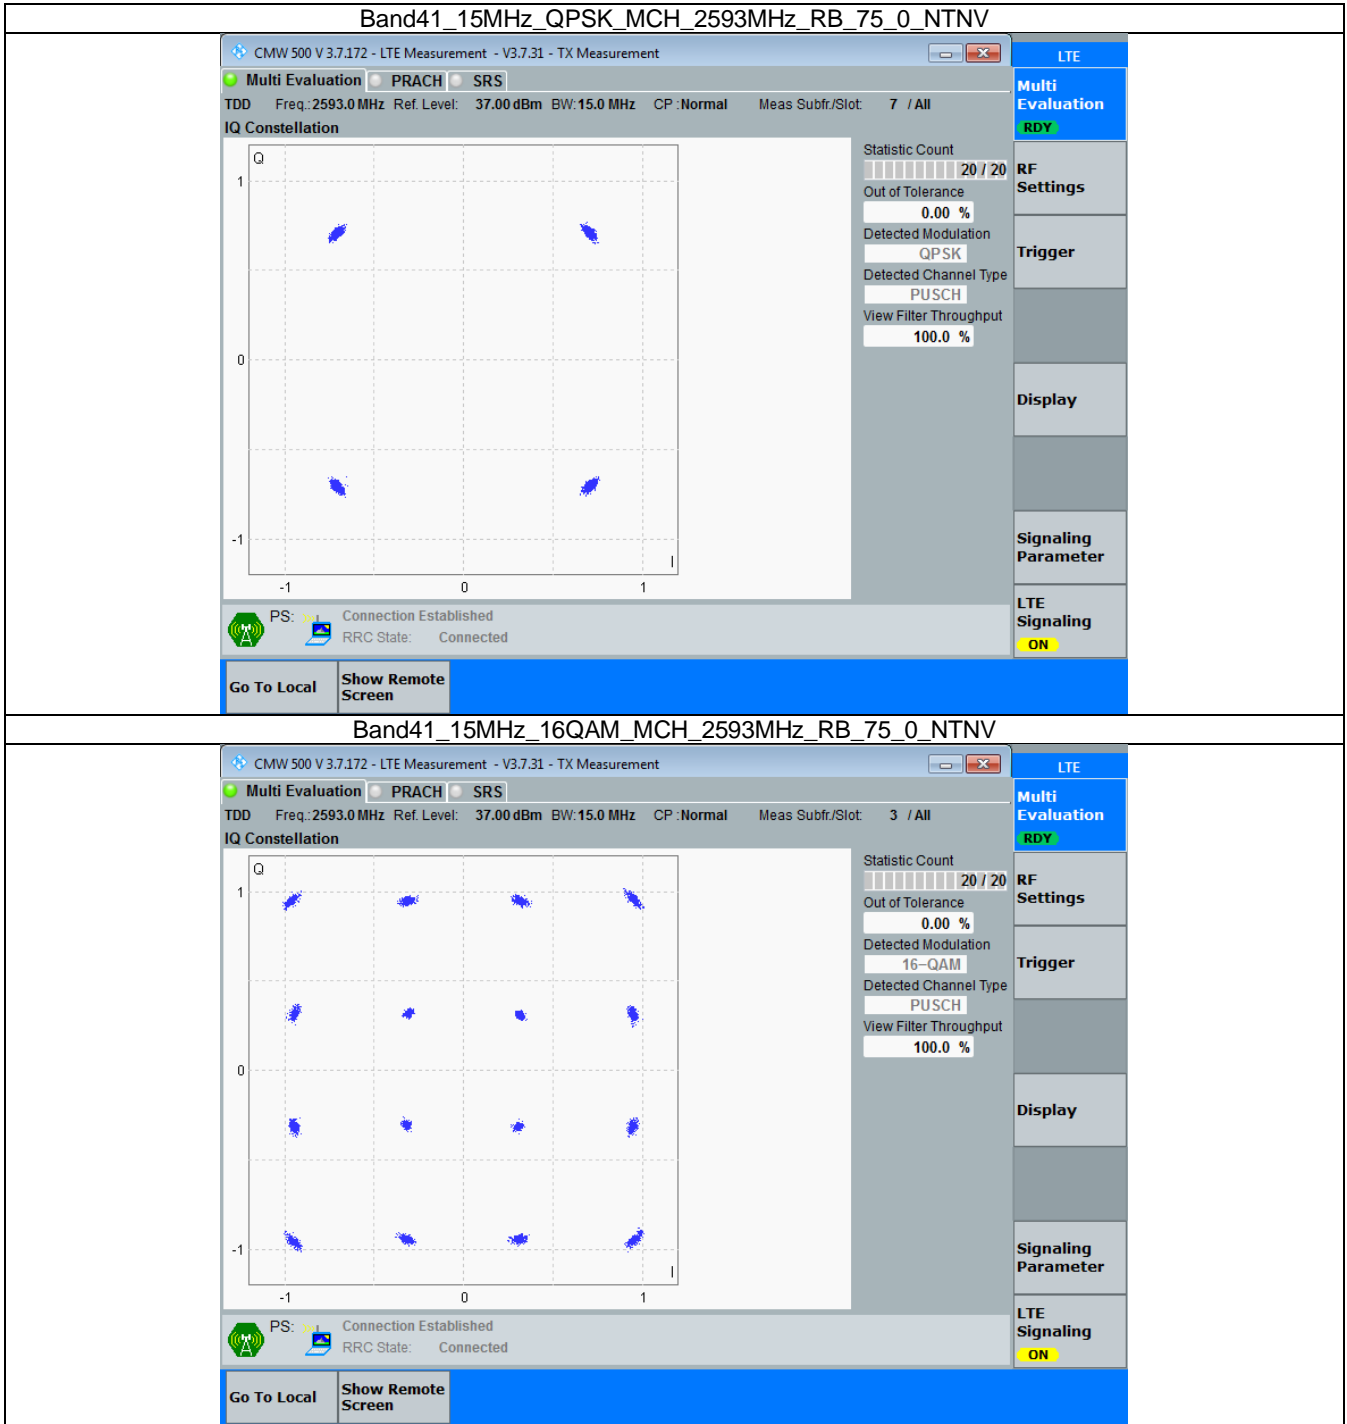 Band41_15MHz_QPSK_MCH_2593MHz_RB_75_0_NTNV
CMW 500 V 3.7.172 - LTE Measurement - V3.7.31 - TX Measurement
LTE
Multi Evaluation PRACH SRS
Multi
Evaluation
RDY
TDD Freq.: 2593.0 MHz Ref. Level: 37.00 dBm BW: 15.0 MHz CP : Normal Meas Subfr./Slot: 7 / All
IQ Constellation
Q
1
0
-1
-1 0 1
I
Statistic Count
20 / 20
Out of Tolerance
0.00 %
Detected Modulation
QPSK
Detected Channel Type
PUSCH
View Filter Throughput
100.0 %
RF
Settings
Trigger
Display
Signaling
Parameter
LTE
Signaling
ON
PS: Connection Established
RRC State: Connected
Go To Local
Show Remote
Screen
Band41_15MHz_16QAM_MCH_2593MHz_RB_75_0_NTNV
CMW 500 V 3.7.172 - LTE Measurement - V3.7.31 - TX Measurement
LTE
Multi Evaluation PRACH SRS
Multi
Evaluation
RDY
TDD Freq.: 2593.0 MHz Ref. Level: 37.00 dBm BW: 15.0 MHz CP : Normal Meas Subfr./Slot: 3 / All
IQ Constellation
Q
1
0
-1
-1 0 1
I
Statistic Count
20 / 20
Out of Tolerance
0.00 %
Detected Modulation
16-QAM
Detected Channel Type
PUSCH
View Filter Throughput
100.0 %
RF
Settings
Trigger
Display
Signaling
Parameter
LTE
Signaling
ON
PS: Connection Established
RRC State: Connected
Go To Local
Show Remote
Screen